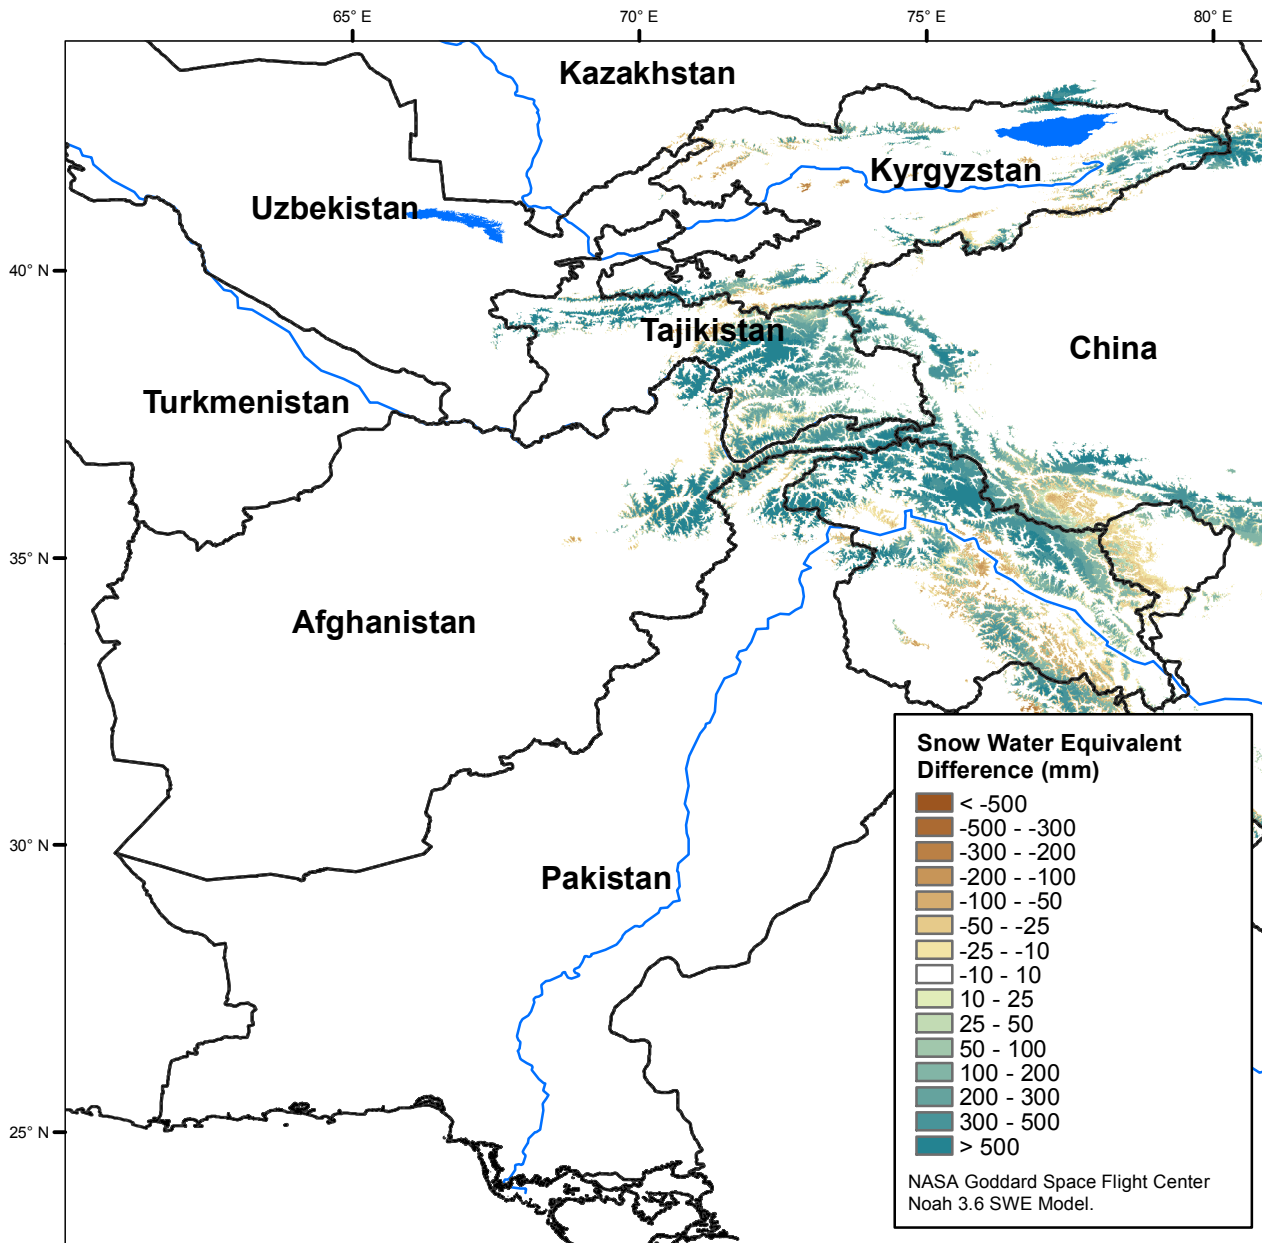 65° E
70° E
75° E
80° E
Kazakhstan
Kyrgyzstan
Uzbekistan
40° N
Tajikistan
China
Turkmenistan
35° N
Afghanistan
30° N
Pakistan
25° N
Snow Water Equivalent
Difference (mm)
< -500
-500 - -300
-300 - -200
-200 - -100
-100 - -50
-50 - -25
-25 - -10
-10 - 10
10 - 25
25 - 50
50 - 100
100 - 200
200 - 300
300 - 500
> 500
NASA Goddard Space Flight Center
Noah 3.6 SWE Model.